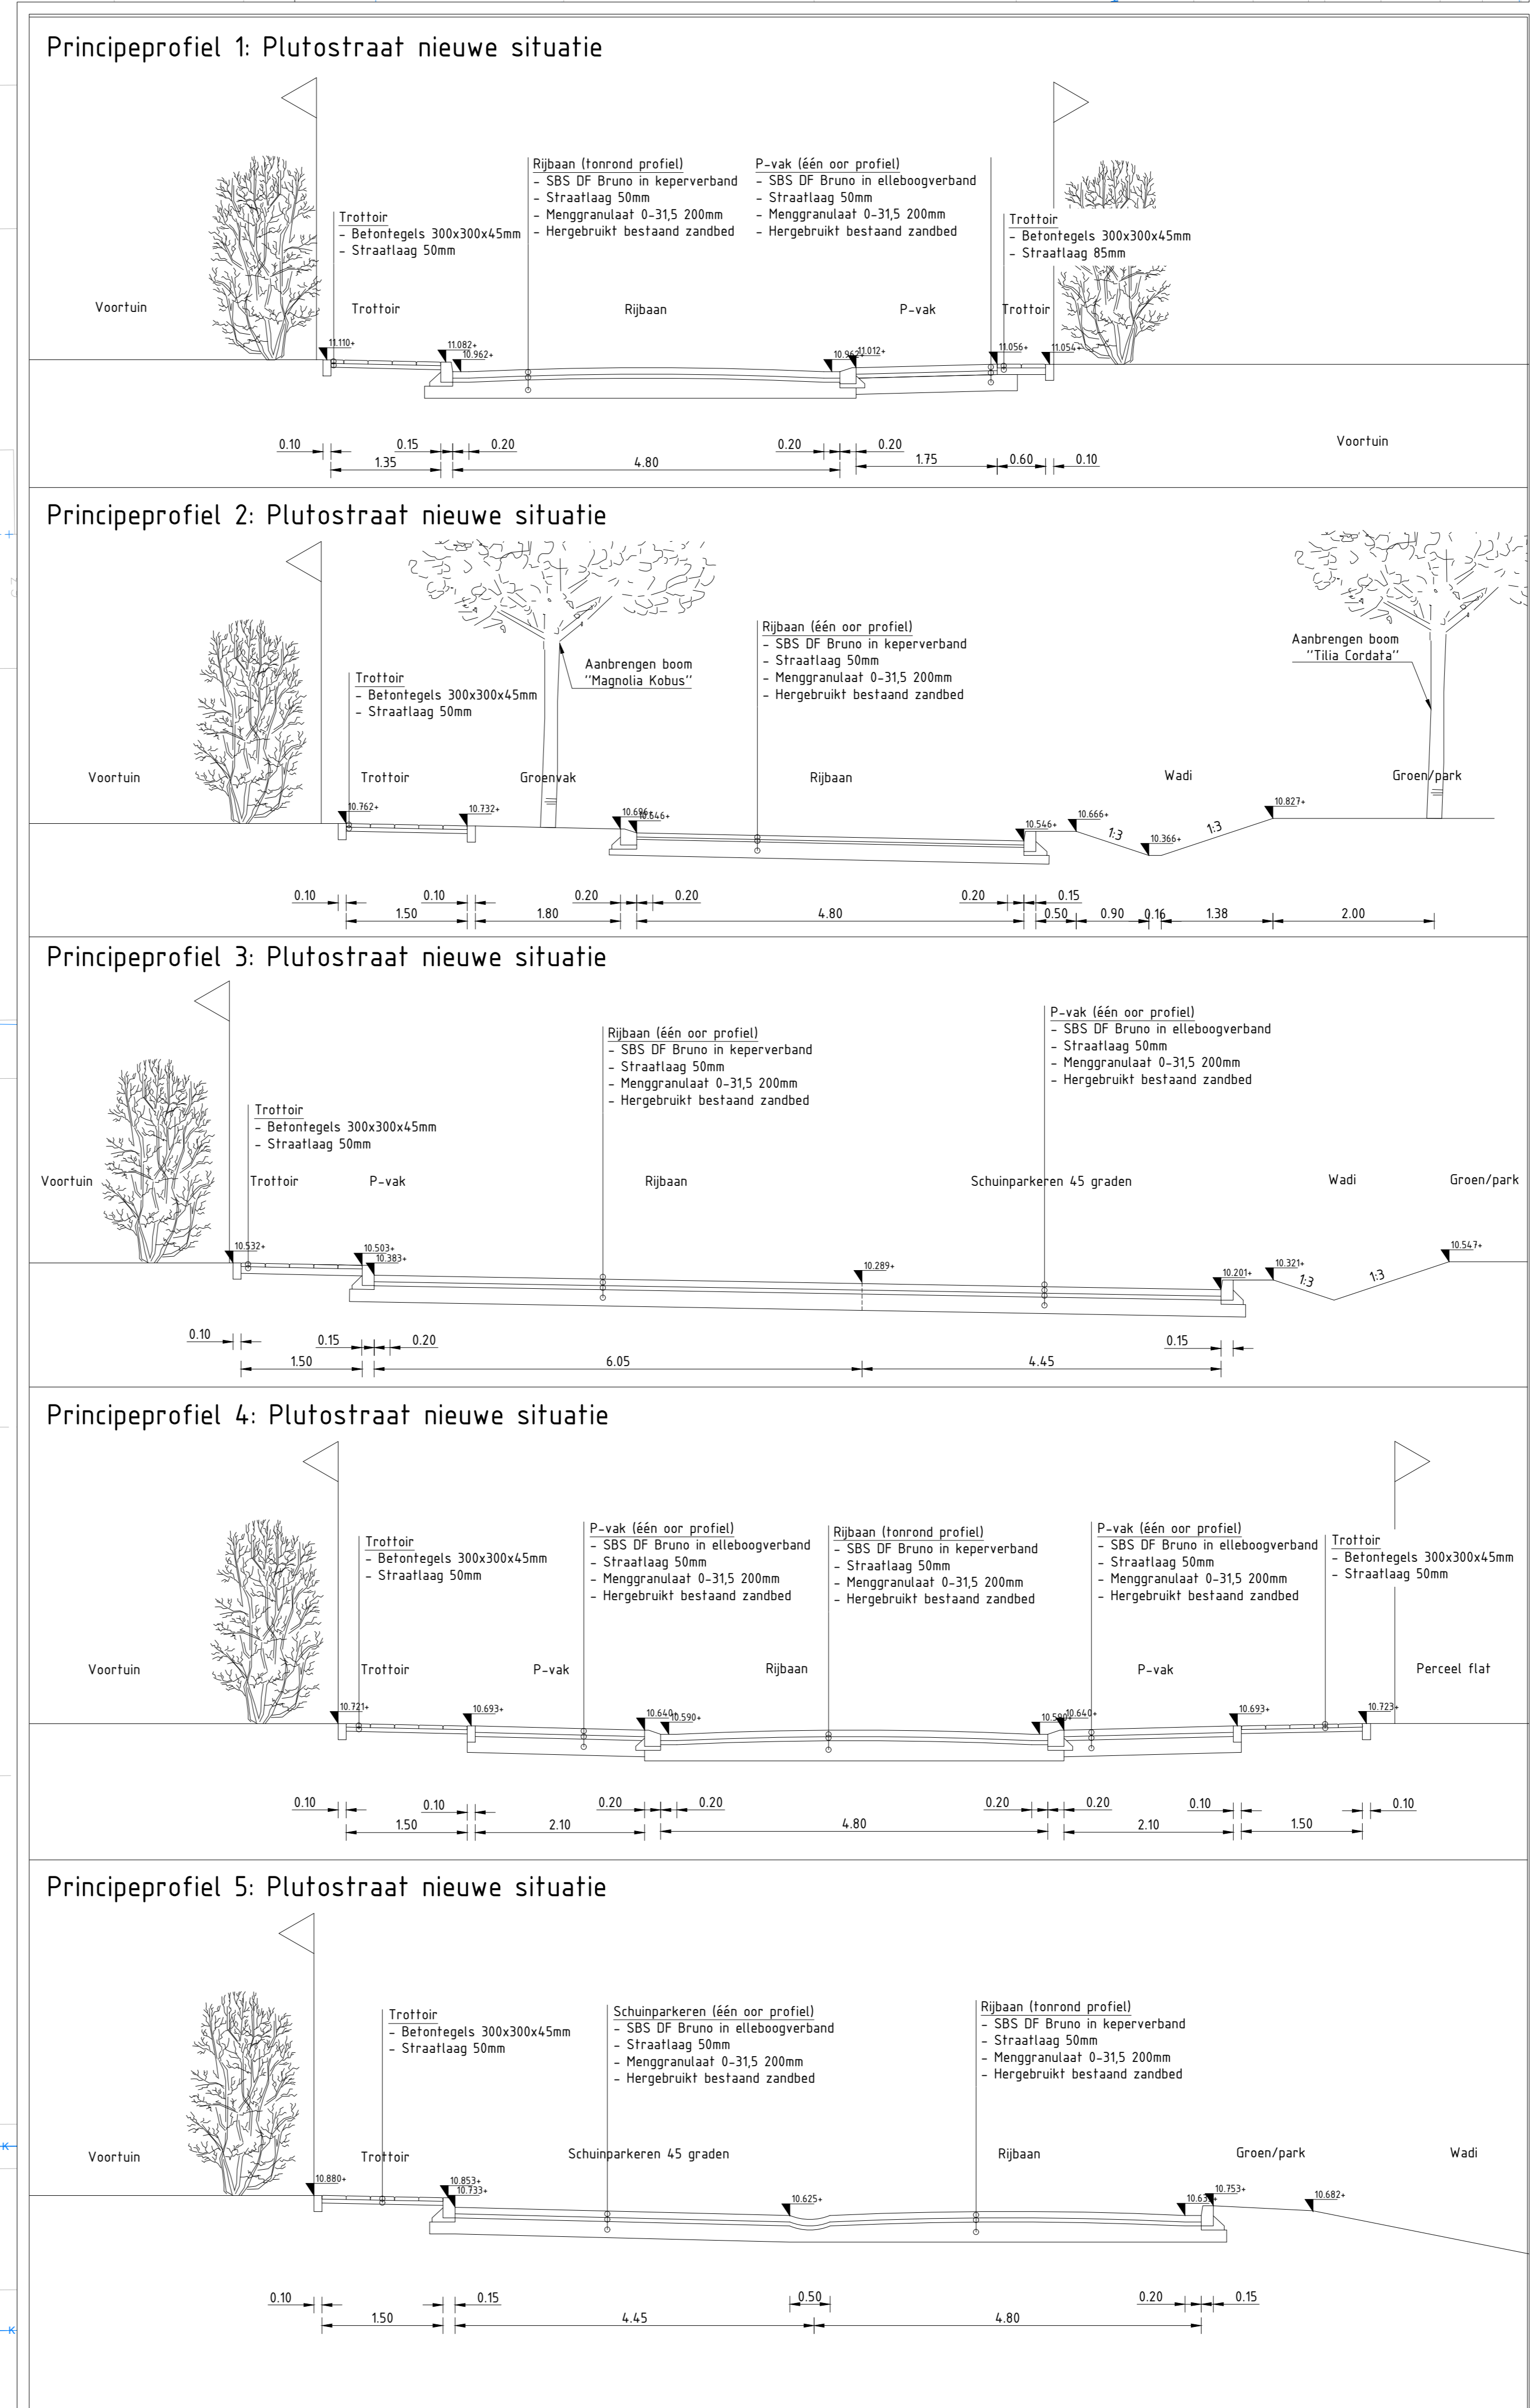 Principeprofiel 1: Plutostraat nieuwe situatie
Rijbaan (tonrond profiel)
- SBS DF Bruno in keperverband
- Straatlaag 50mm
- Menggranulaat 0-31,5 200mm
- Hergebruikt bestaand zandbed
P-vak (één oor profiel)
- SBS DF Bruno in elleboogverband
- Straatlaag 50mm
- Menggranulaat 0-31,5 200mm
- Hergebruikt bestaand zandbed
Trottoir
- Betontegels 300x300x45mm
- Straatlaag 50mm
Trottoir
- Betontegels 300x300x45mm
- Straatlaag 85mm
Voortuin
Trottoir
Rijbaan
P-vak
Trottoir
11.110+
11.082+
10.962+
10.962+
11.012+
11.056+
11.054+
Voortuin
0.10
0.15
0.20
0.20
0.20
1.35
4.80
1.75
0.60
0.10
Principeprofiel 2: Plutostraat nieuwe situatie
Rijbaan (één oor profiel)
- SBS DF Bruno in keperverband
- Straatlaag 50mm
- Menggranulaat 0-31,5 200mm
- Hergebruikt bestaand zandbed
Aanbrengen boom
"Tilia Cordata"
Aanbrengen boom
"Magnolia Kobus"
Trottoir
- Betontegels 300x300x45mm
- Straatlaag 50mm
Voortuin
Trottoir
Groenvak
Rijbaan
Wadi
Groen/park
10.762+
10.732+
10.696+
10.646+
10.546+
10.666+
1:3
10.366+
1:3
10.827+
0.10
0.10
0.20
0.20
0.20
0.15
1.50
1.80
4.80
0.50
0.90
0.16
1.38
2.00
Principeprofiel 3: Plutostraat nieuwe situatie
P-vak (één oor profiel)
- SBS DF Bruno in elleboogverband
- Straatlaag 50mm
- Menggranulaat 0-31,5 200mm
- Hergebruikt bestaand zandbed
Rijbaan (één oor profiel)
- SBS DF Bruno in keperverband
- Straatlaag 50mm
- Menggranulaat 0-31,5 200mm
- Hergebruikt bestaand zandbed
Trottoir
- Betontegels 300x300x45mm
- Straatlaag 50mm
Voortuin
Trottoir
P-vak
Rijbaan
Schuinparkeren 45 graden
Wadi
Groen/park
10.532+
10.503+
10.383+
10.289+
10.201+
10.321+
1:3
1:3
10.547+
0.10
0.15
0.20
0.15
1.50
6.05
4.45
Principeprofiel 4: Plutostraat nieuwe situatie
Trottoir
- Betontegels 300x300x45mm
- Straatlaag 50mm
P-vak (één oor profiel)
- SBS DF Bruno in elleboogverband
- Straatlaag 50mm
- Menggranulaat 0-31,5 200mm
- Hergebruikt bestaand zandbed
Rijbaan (tonrond profiel)
- SBS DF Bruno in keperverband
- Straatlaag 50mm
- Menggranulaat 0-31,5 200mm
- Hergebruikt bestaand zandbed
P-vak (één oor profiel)
- SBS DF Bruno in elleboogverband
- Straatlaag 50mm
- Menggranulaat 0-31,5 200mm
- Hergebruikt bestaand zandbed
Trottoir
- Betontegels 300x300x45mm
- Straatlaag 50mm
Voortuin
Trottoir
P-vak
Rijbaan
P-vak
Perceel flat
10.721+
10.693+
10.640+
10.590+
10.590+
10.640+
10.693+
10.723+
0.10
0.10
0.20
0.20
0.20
0.20
0.10
0.10
1.50
2.10
4.80
2.10
1.50
Principeprofiel 5: Plutostraat nieuwe situatie
Trottoir
- Betontegels 300x300x45mm
- Straatlaag 50mm
Schuinparkeren (één oor profiel)
- SBS DF Bruno in elleboogverband
- Straatlaag 50mm
- Menggranulaat 0-31,5 200mm
- Hergebruikt bestaand zandbed
Rijbaan (tonrond profiel)
- SBS DF Bruno in keperverband
- Straatlaag 50mm
- Menggranulaat 0-31,5 200mm
- Hergebruikt bestaand zandbed
Voortuin
Trottoir
Schuinparkeren 45 graden
Rijbaan
Groen/park
Wadi
10.880+
10.853+
10.733+
10.625+
10.753+
10.682+
0.10
0.15
0.50
0.20
0.15
1.50
4.45
4.80
K
K